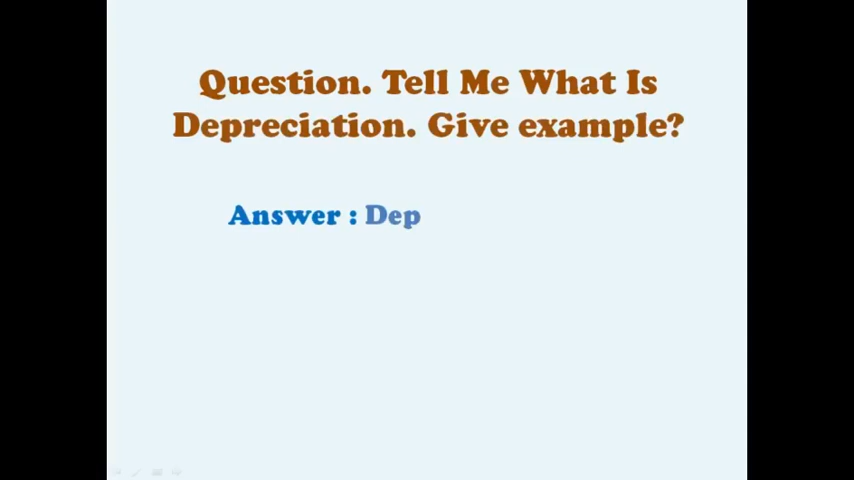 Question. Tell Me What Is
Depreciation. Give example?
Answer : Dep